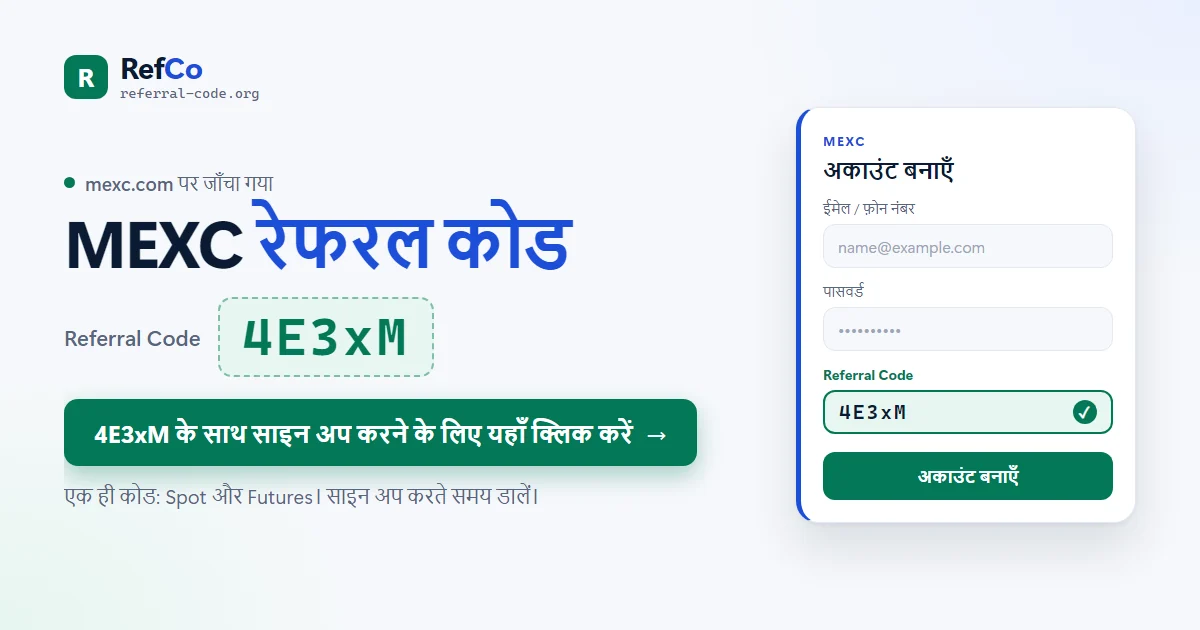 R
RefCo
referral-code.org
mexc.com पर जाँचा गया
MEXC रेफरल कोड
Referral Code
4E3xM
4E3xM के साथ साइन अप करने के लिए यहाँ क्लिक करें →
एक ही कोड: Spot और Futures। साइन अप करते समय डालें।
MEXC
अकाउंट बनाएँ
ईमेल / फ़ोन नंबर
name@example.com
पासवर्ड
••••••••••
Referral Code
4E3xM
अकाउंट बनाएँ